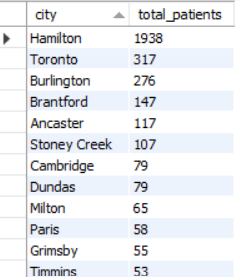 city total_patients
Hamilton 1938
Toronto 317
Burlington 276
Brantford 147
Ancaster 117
Stoney Creek 107
Cambridge 79
Dundas 79
Milton 65
Paris 58
Grimsby 55
Timmins 53